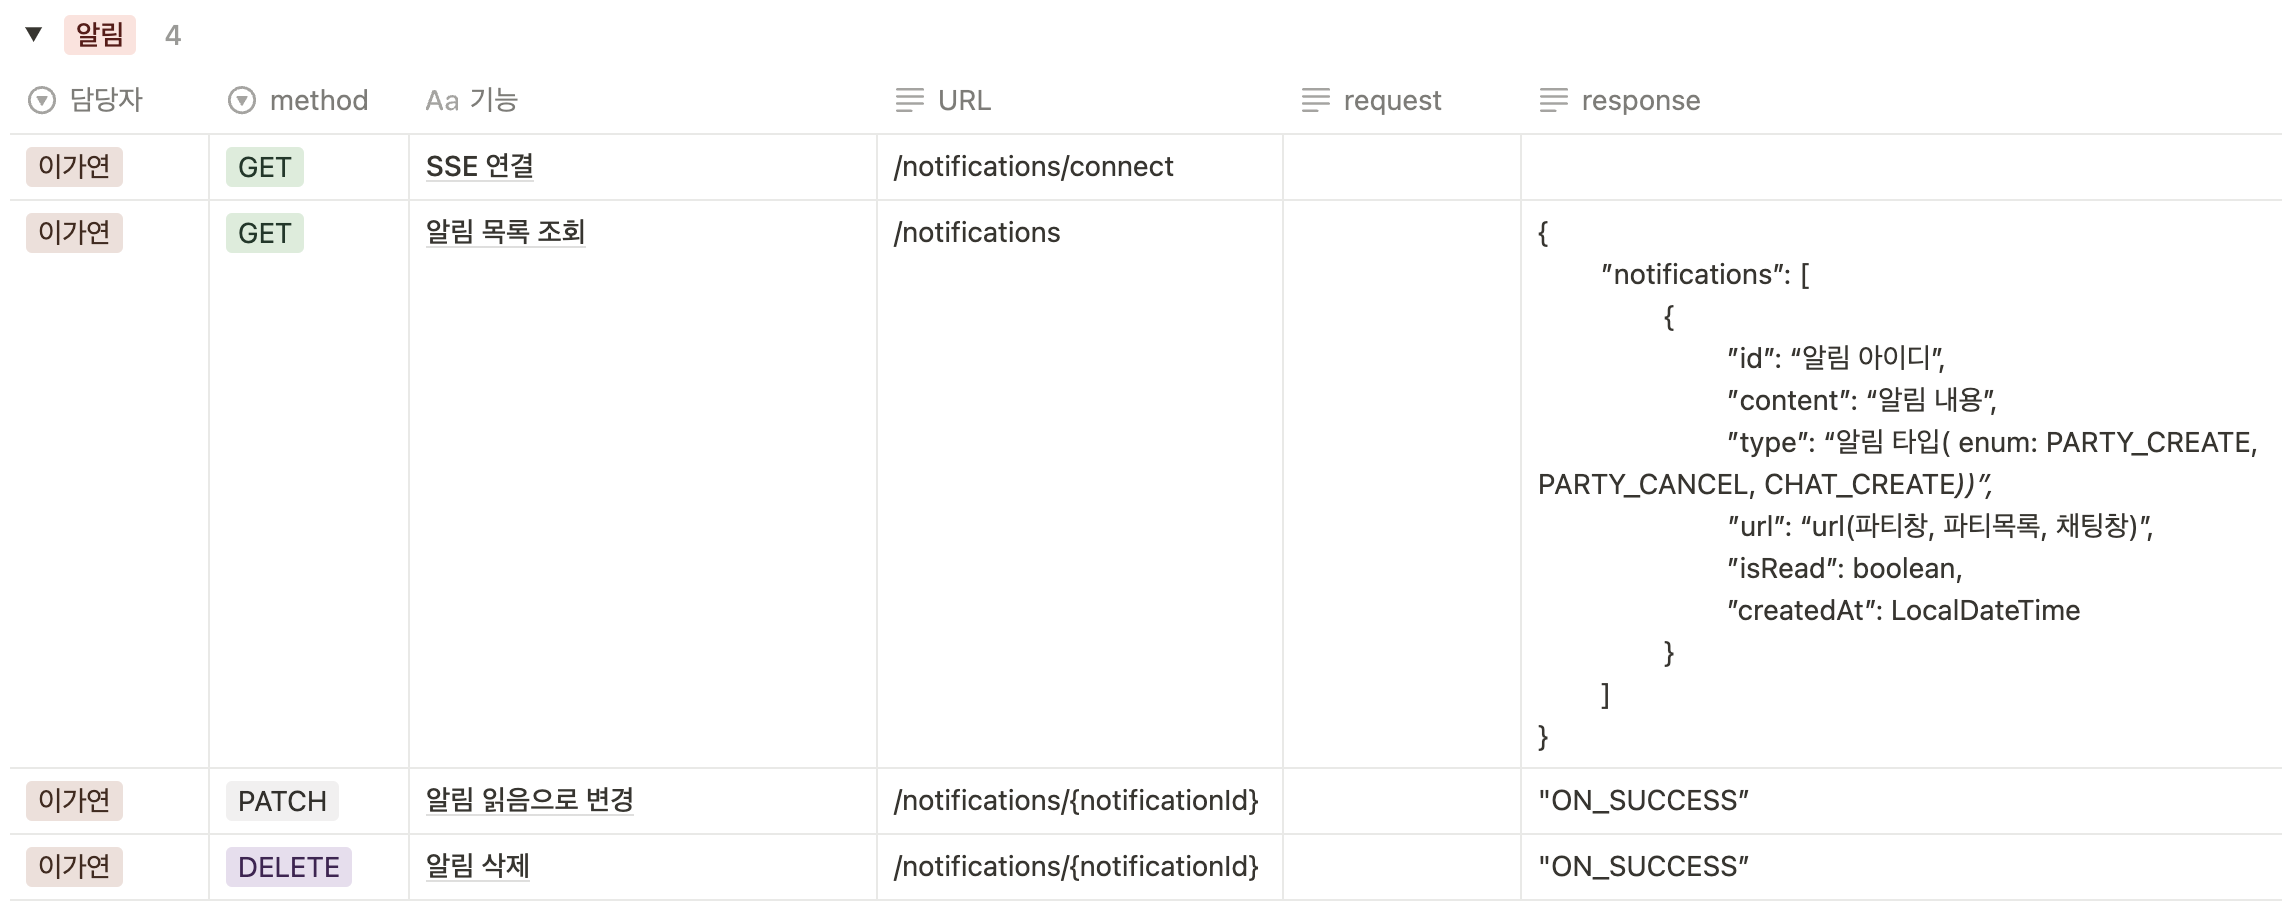 ▼ 알림 4
담당자 method Aa 기능 URL request response
이가연 GET SSE 연결 /notifications/connect
이가연 GET 알림 목록 조회 /notifications {
”notifications”: [
{
”id”: “알림 아이디”,
”content”: “알림 내용”,
”type”: “알림 타입( enum: PARTY_CREATE,
PARTY_CANCEL, CHAT_CREATE))”,
”url”: “url(파티창, 파티목록, 채팅창)”,
”isRead”: boolean,
”createdAt”: LocalDateTime
}
]
}
이가연 PATCH 알림 읽음으로 변경 /notifications/{notificationId} "ON_SUCCESS”
이가연 DELETE 알림 삭제 /notifications/{notificationId} "ON_SUCCESS”